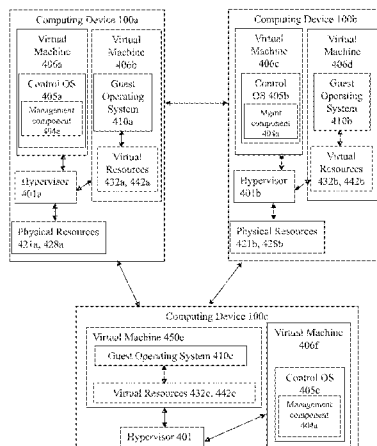 Computing Device 100a
Virtual
Machine
406a
Control OS
405a
Management
component
404a
Virtual
Machine
406b
Guest
Operating
System
410a
Virtual
Resources
432a, 442a
Hypervisor
401a
Physical Resources
421a, 428a
Computing Device 100b
Virtual
Machine
406c
Control
OS 405b
Mgmt
component
Virtual
Machine
406d
Guest
Operating
System
410b
Virtual
Resources
432b, 442b
Hypervisor
401b
Physical Resources
421b, 428b
Computing Device 100c
Virtual Machine 450e
Guest Operating System 410c
Virtual Resources 432c, 442c
Hypervisor 401
Virtual Machine
406f
Control OS
405c
Management
component
404a